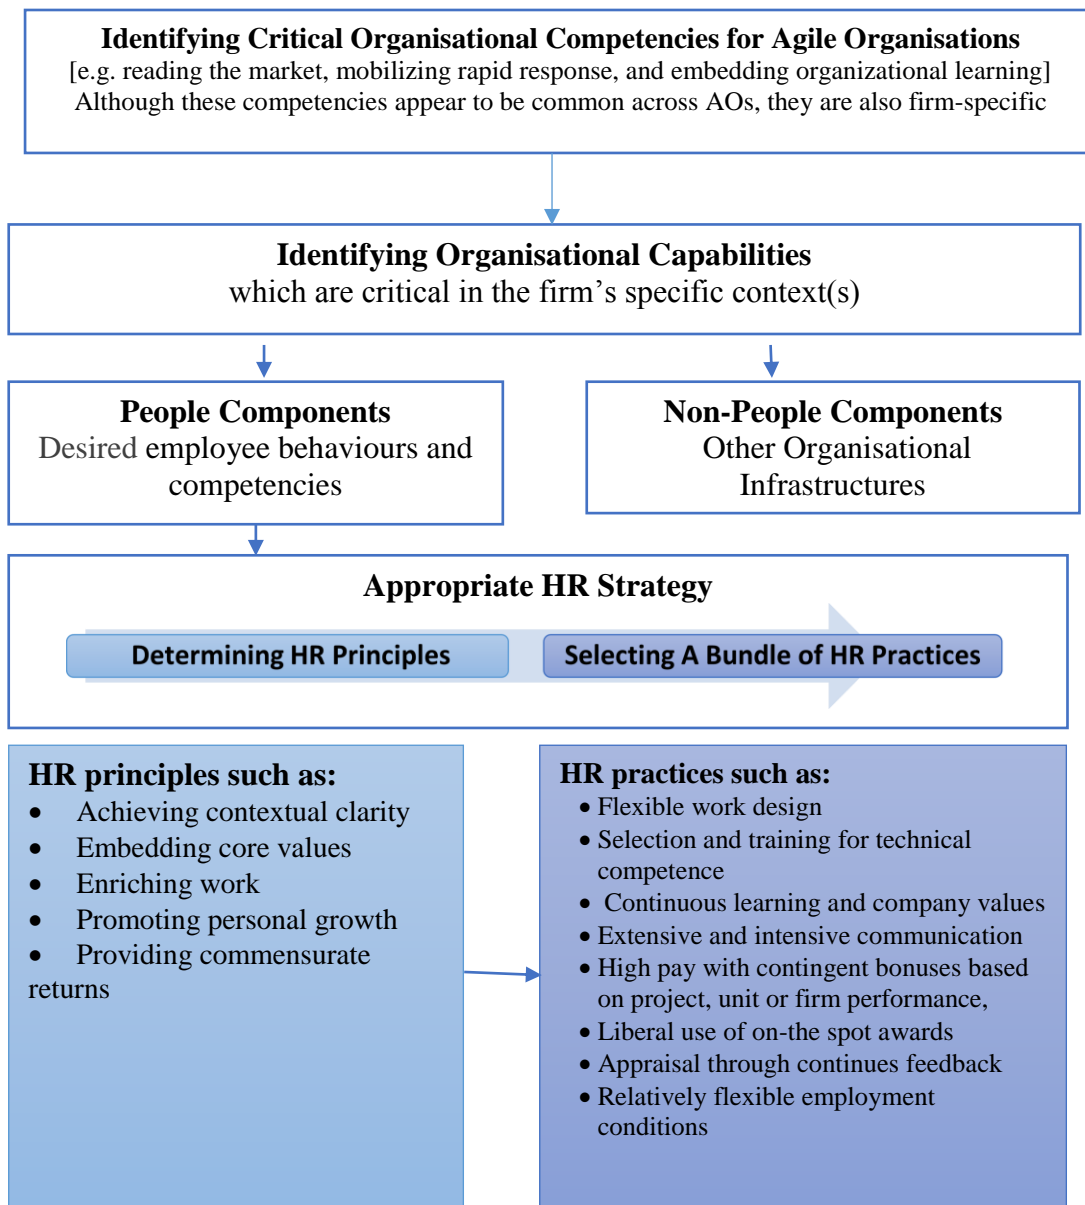 Identifying Critical Organisational Competencies for Agile Organisations
[e.g. reading the market, mobilizing rapid response, and embedding organizational learning]
Although these competencies appear to be common across AOs, they are also firm-specific
Identifying Organisational Capabilities
which are critical in the firm's specific context(s)
People Components
Desired employee behaviours and
competencies
Non-People Components
Other Organisational
Infrastructures
Appropriate HR Strategy
Determining HR Principles
Selecting A Bundle of HR Practices
HR principles such as:
• Achieving contextual clarity
• Embedding core values
• Enriching work
• Promoting personal growth
• Providing commensurate
returns
HR practices such as:
• Flexible work design
• Selection and training for technical
competence
• Continuous learning and company values
• Extensive and intensive communication
• High pay with contingent bonuses based
on project, unit or firm performance,
• Liberal use of on-the spot awards
• Appraisal through continues feedback
• Relatively flexible employment
conditions